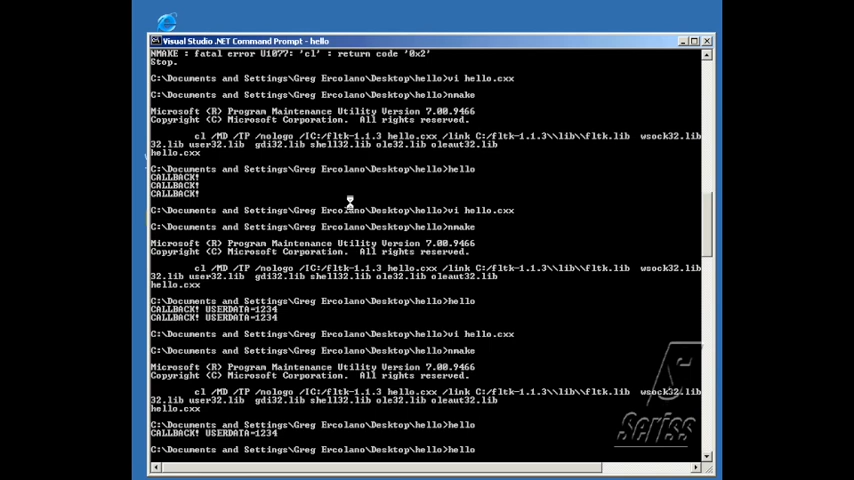 Visual Studio .NET Command Prompt - hello
NMAKE : fatal error U1077: 'cl' : return code '0x2'
Stop.
C:\Documents and Settings\Greg Ercolano\Desktop\hello>vi hello.cxx
C:\Documents and Settings\Greg Ercolano\Desktop\hello>nmake
Microsoft (R) Program Maintenance Utility Version 7.00.9466
Copyright (C) Microsoft Corporation. All rights reserved.
cl /MD /TP /nologo /IC:/fltk-1.1.3 hello.cxx /link C:/fltk-1.1.3\\lib\\fltk.lib wsock32.lib
32.lib user32.lib gdi32.lib shell32.lib ole32.lib oleaut32.lib
hello.cxx
C:\Documents and Settings\Greg Ercolano\Desktop\hello>hello
CALLBACK!
CALLBACK!
CALLBACK!
C:\Documents and Settings\Greg Ercolano\Desktop\hello>vi hello.cxx
C:\Documents and Settings\Greg Ercolano\Desktop\hello>nmake
Microsoft (R) Program Maintenance Utility Version 7.00.9466
Copyright (C) Microsoft Corporation. All rights reserved.
cl /MD /TP /nologo /IC:/fltk-1.1.3 hello.cxx /link C:/fltk-1.1.3\\lib\\fltk.lib wsock32.lib
32.lib user32.lib gdi32.lib shell32.lib ole32.lib oleaut32.lib
hello.cxx
C:\Documents and Settings\Greg Ercolano\Desktop\hello>hello
CALLBACK! USERDATA=1234
CALLBACK! USERDATA=1234
C:\Documents and Settings\Greg Ercolano\Desktop\hello>vi hello.cxx
C:\Documents and Settings\Greg Ercolano\Desktop\hello>nmake
Microsoft (R) Program Maintenance Utility Version 7.00.9466
Copyright (C) Microsoft Corporation. All rights reserved.
cl /MD /TP /nologo /IC:/fltk-1.1.3 hello.cxx /link C:/fltk-1.1.3\\lib\\fltk.lib wsock32.lib
32.lib user32.lib gdi32.lib shell32.lib ole32.lib oleaut32.lib
hello.cxx
C:\Documents and Settings\Greg Ercolano\Desktop\hello>hello
CALLBACK! USERDATA=1234
C:\Documents and Settings\Greg Ercolano\Desktop\hello>hello
Seriss